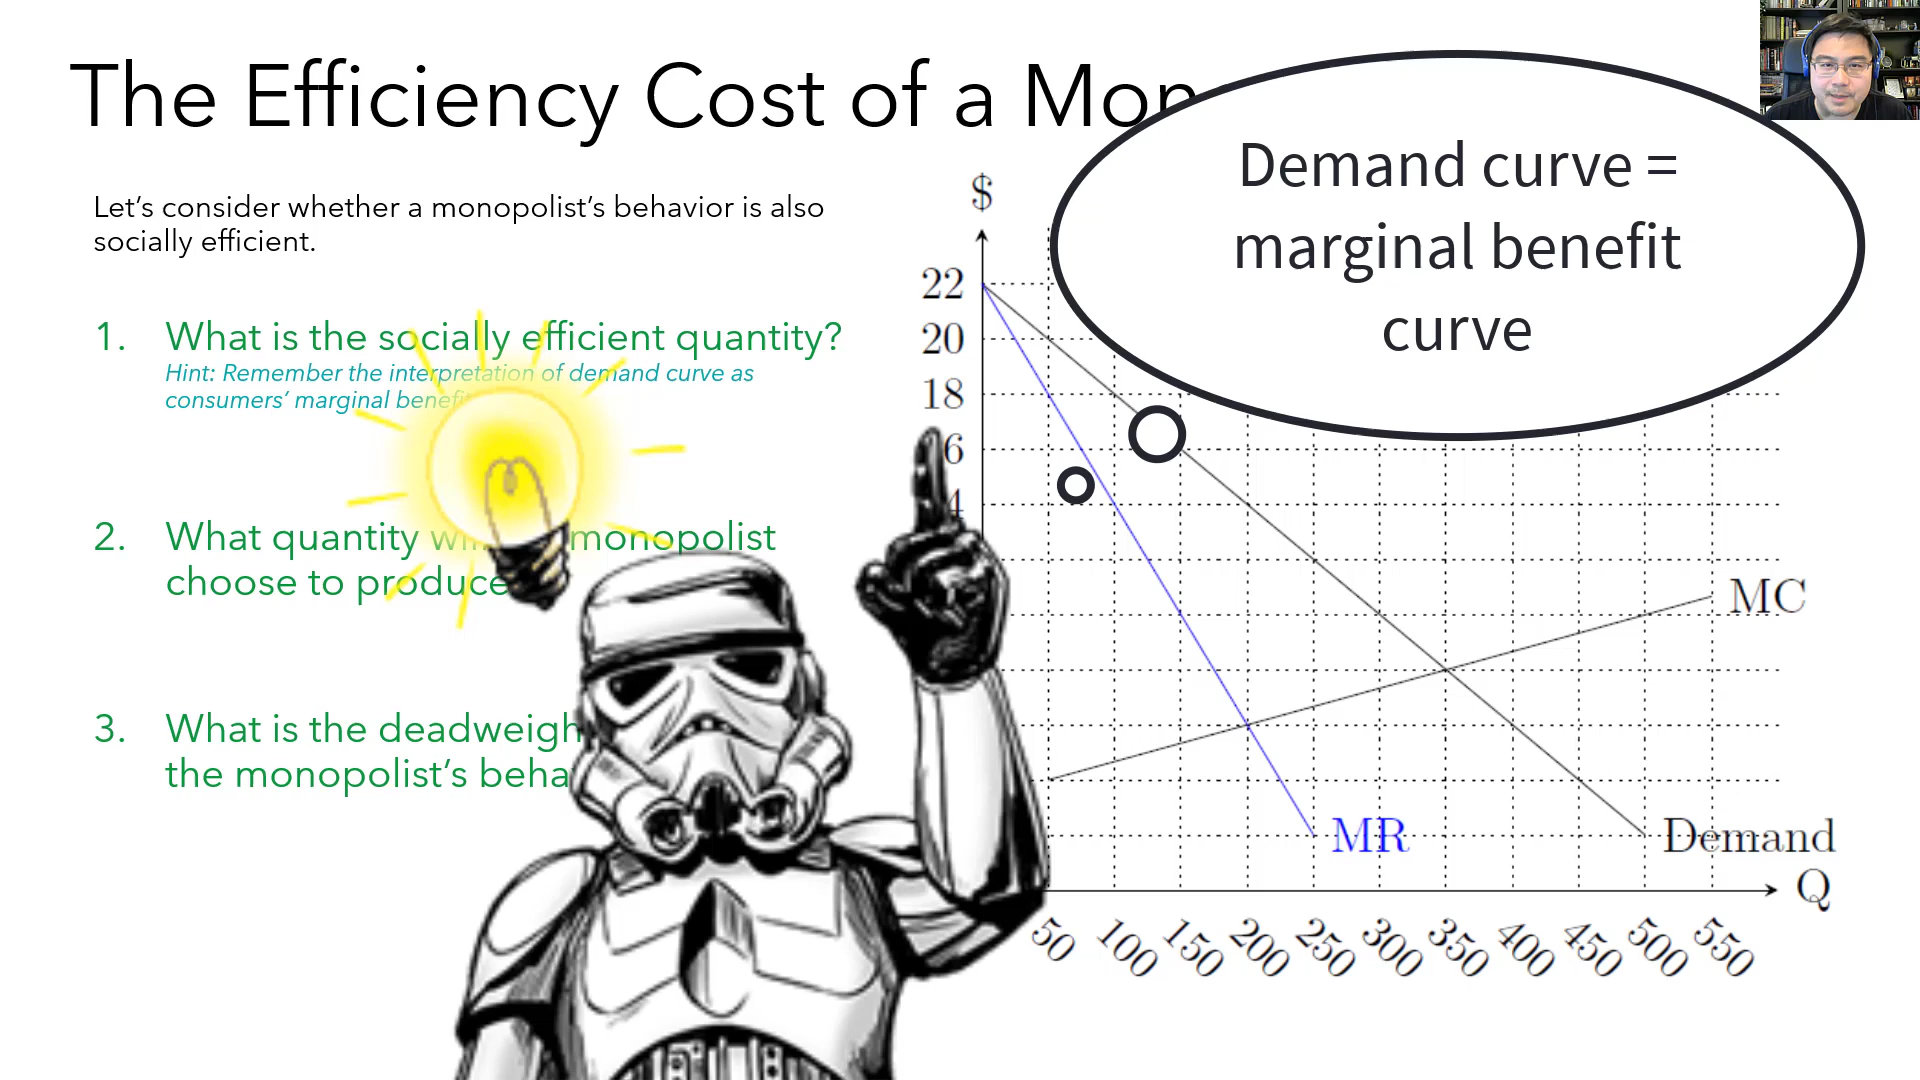 The Efficiency Cost of a Mon
Demand curve =
marginal benefit
curve
Let's consider whether a monopolist's behavior is also
socially efficient.
1. What is the socially efficient quantity?
Hint: Remember the interpretation of demand curve as
consumers' marginal benefit
2. What quantity will monopolist
choose to produce
3. What is the deadweigh
the monopolist's beha
$
22
20
18
6
4
MC
MR
Demand
Q
50 100 150 200 250 300 350 400 450 500 550